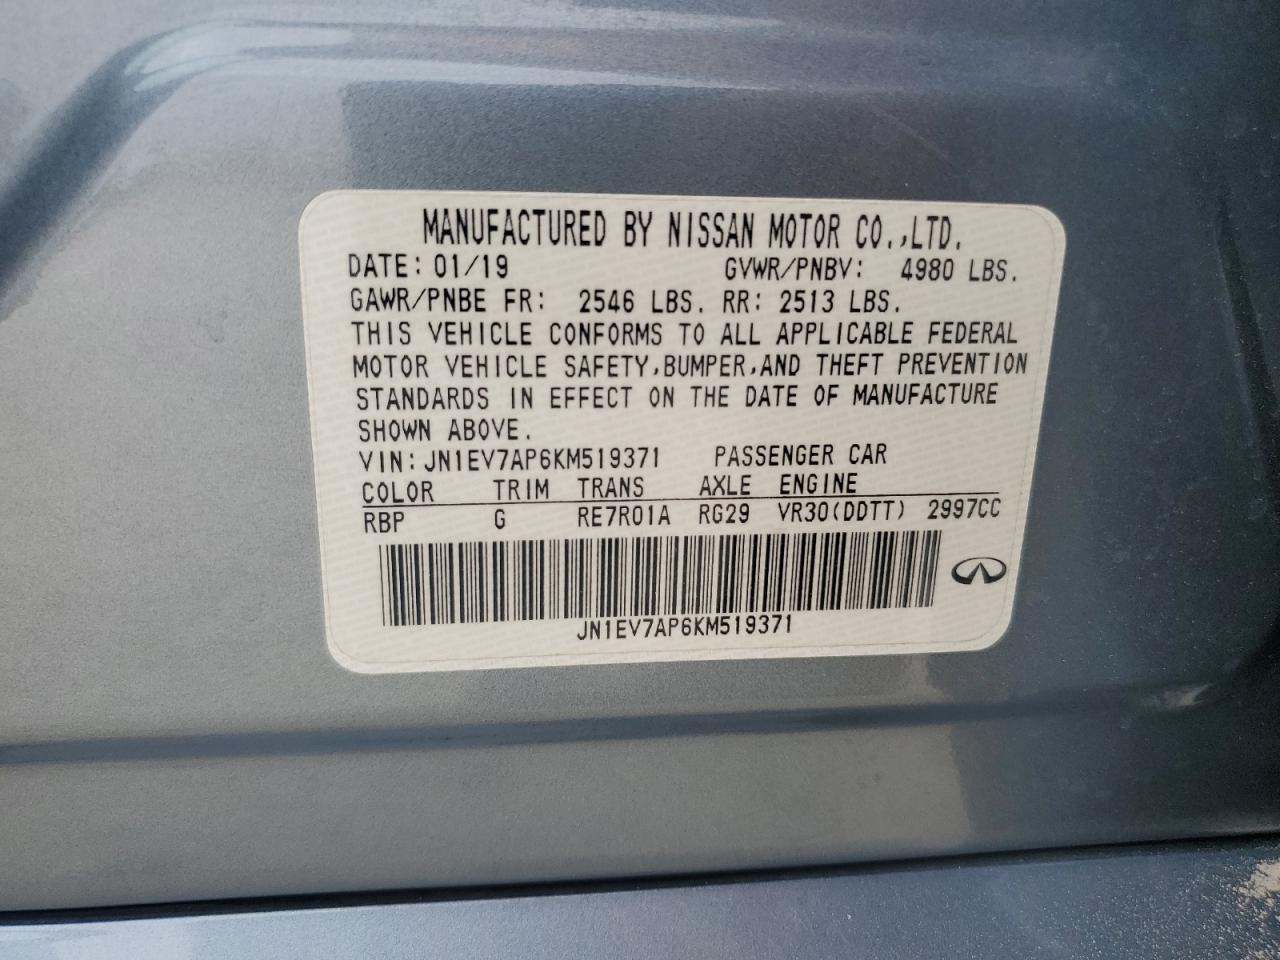 MANUFACTURED BY NISSAN MOTOR CO.,LTD.
DATE: 01/19 GVWR/PNBV: 4980 LBS.
GAWR/PNBE FR: 2546 LBS. RR: 2513 LBS.
THIS VEHICLE CONFORMS TO ALL APPLICABLE FEDERAL
MOTOR VEHICLE SAFETY,BUMPER,AND THEFT PREVENTION
STANDARDS IN EFFECT ON THE DATE OF MANUFACTURE
SHOWN ABOVE.
VIN: JN1EV7AP6KM519371 PASSENGER CAR
COLOR TRIM TRANS AXLE ENGINE
RBP G RE7R01A RG29 VR30(DDTT) 2997CC
JN1EV7AP6KM519371